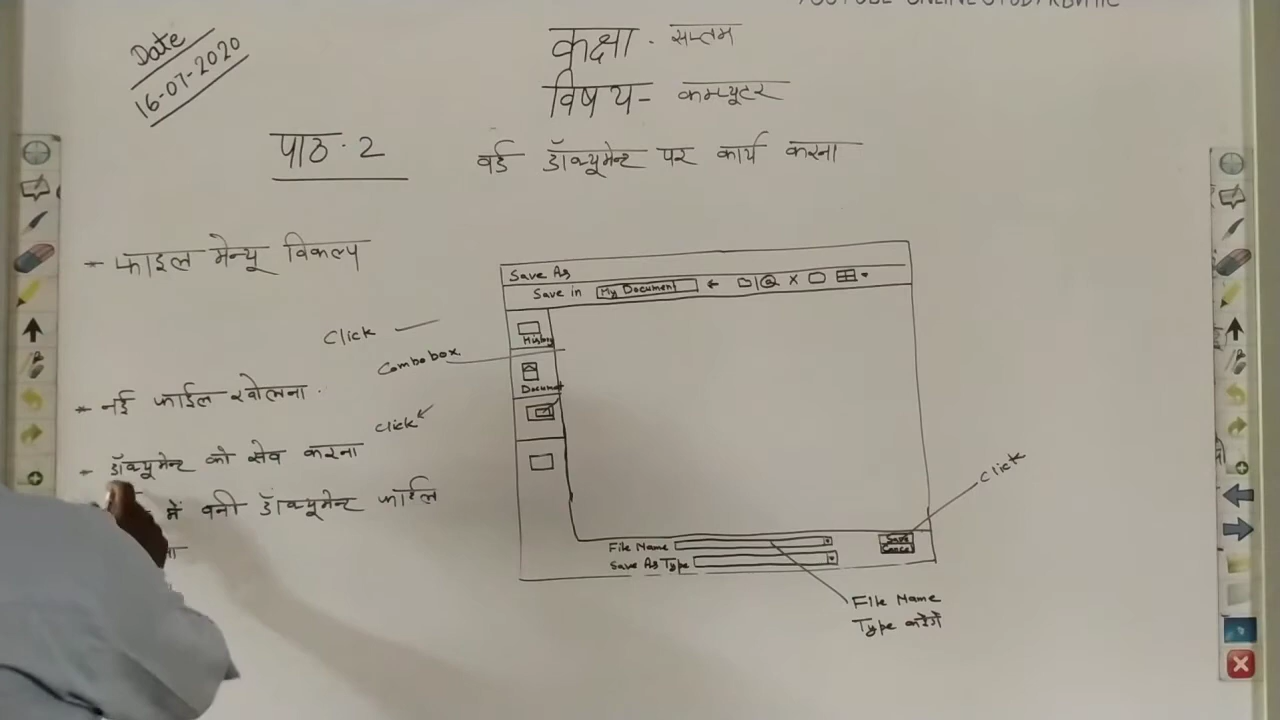 Date
16-07-2020
कक्षा - सप्तम
विषय - कम्प्यूटर
पाठ - 2 वर्ड डॉक्यूमेन्ट पर कार्य करना
* फाइल मेन्यू विकल्प
* नई फाईल खोलना .
* डॉक्यूमेन्ट को सेव करना
में बनी डॉक्यूमेन्ट फाईल
Save As
Save in My Document
History
Document
Click
Combobox
Click
Click
File Name
Save As Type
Save
Cancel
File Name
Type करेगें